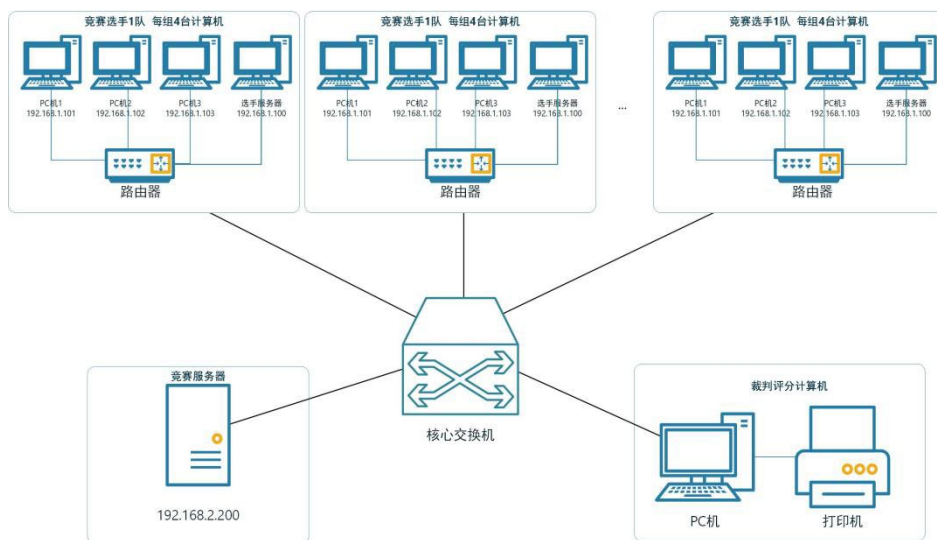 竞赛选手1队 每组4台计算机
PC机1
192.168.1.101
PC机2
192.168.1.102
PC机3
192.168.1.103
选手服务器
192.168.1.100
路由器
竞赛选手1队 每组4台计算机
PC机1
192.168.1.101
PC机2
192.168.1.102
PC机3
192.168.1.103
选手服务器
192.168.1.100
路由器
...
竞赛选手1队 每组4台计算机
PC机1
192.168.1.101
PC机2
192.168.1.102
PC机3
192.168.1.103
选手服务器
192.168.1.100
路由器
核心交换机
竞赛服务器
192.168.2.200
裁判评分计算机
PC机
打印机